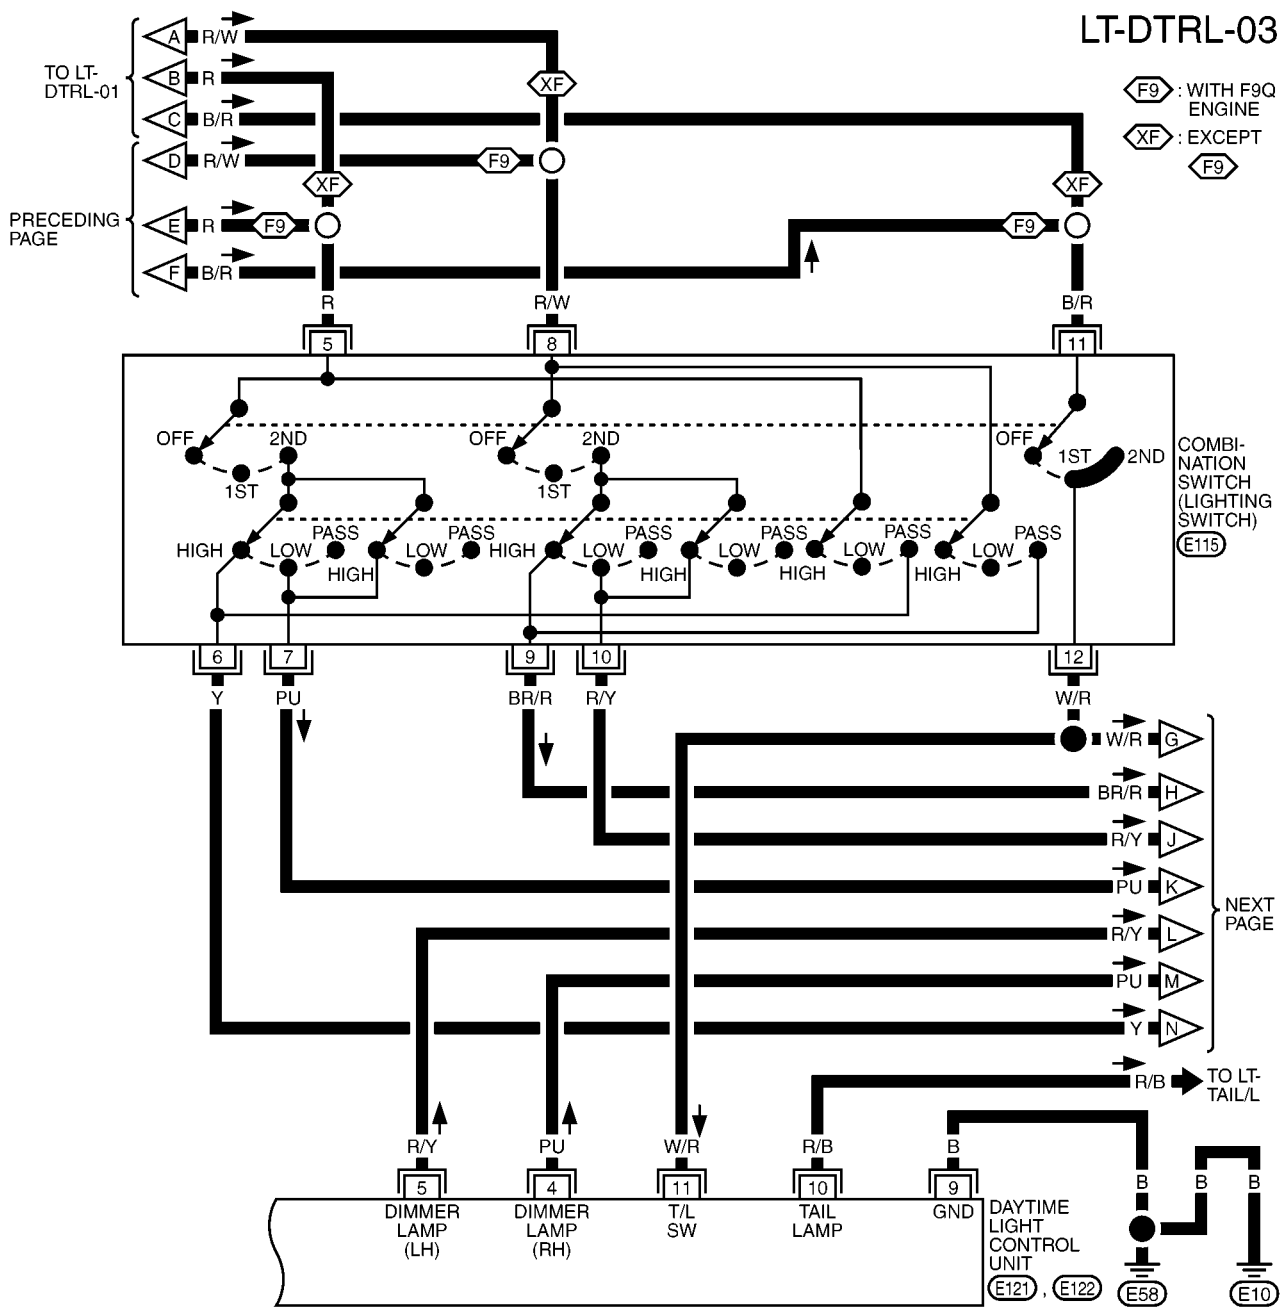 LT-DTRL-03
F9 : WITH F9Q
ENGINE
XF : EXCEPT
F9
TO LT-
DTRL-01
A R/W
B R
C B/R
XF
PRECEDING
PAGE
D R/W F9
XF XF
E R F9 F9
F B/R
R R/W B/R
5 8 11
OFF 2ND OFF 2ND OFF 1ST 2ND
1ST 1ST
COMBI-
NATION
SWITCH
(LIGHTING
SWITCH)
E115
HIGH LOW PASS HIGH LOW PASS HIGH LOW PASS HIGH LOW PASS HIGH LOW PASS HIGH LOW PASS
6 7 9 10 12
Y PU BR/R R/Y W/R
W/R G
BR/R H
R/Y J
PU K
R/Y L
PU M
Y N
NEXT
PAGE
R/B TO LT-
TAIL/L
R/Y PU W/R R/B B
B B B
5 4 11 10 9
DIMMER
LAMP
(LH)
DIMMER
LAMP
(RH)
T/L
SW
TAIL
LAMP
GND
DAYTIME
LIGHT
CONTROL
UNIT
E121 , E122
E58
E10